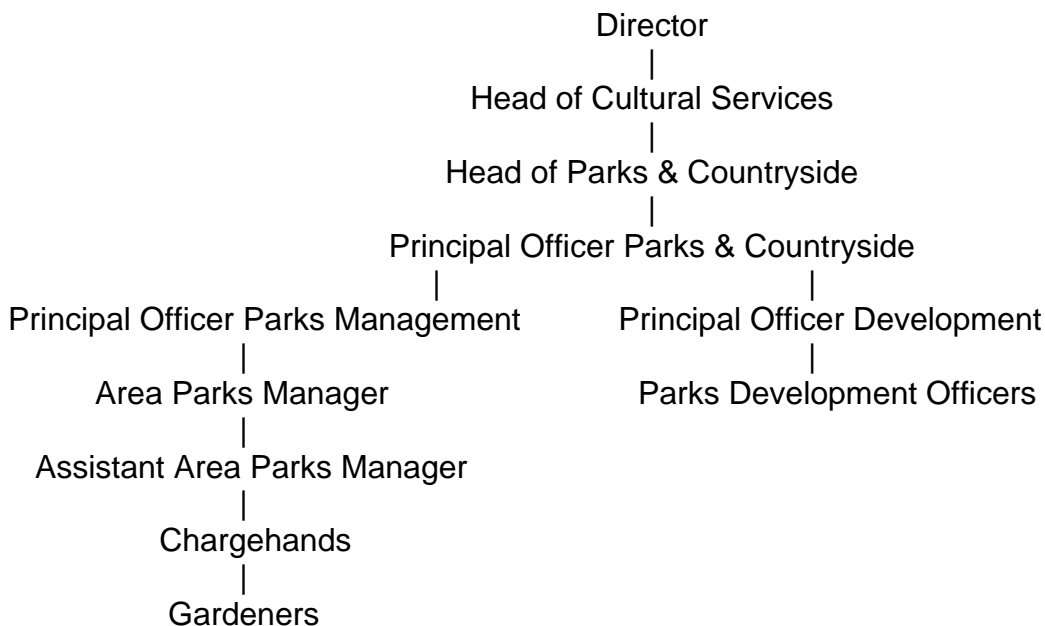 Director
Head of Cultural Services
Head of Parks & Countryside
Principal Officer Parks & Countryside
Principal Officer Parks Management
Principal Officer Development
Area Parks Manager
Parks Development Officers
Assistant Area Parks Manager
Chargehands
Gardeners